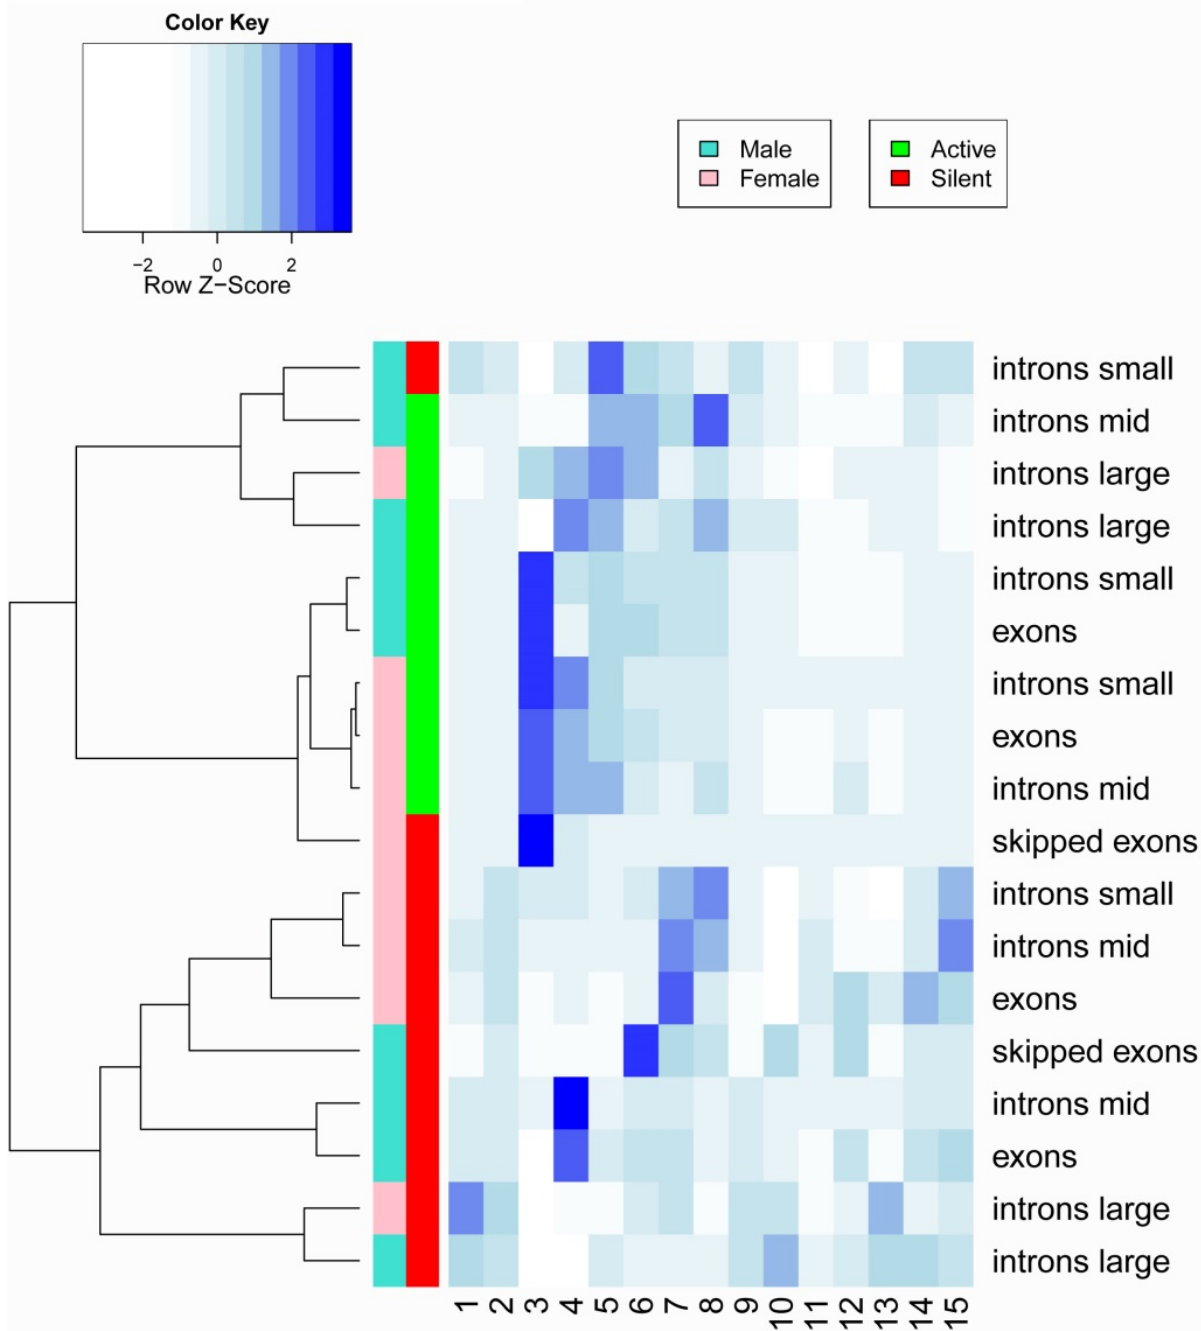 Color Key
−2 0 2
Row Z−Score
Male
Female
Active
Silent
introns small
introns mid
introns large
introns large
introns small
exons
introns small
exons
introns mid
skipped exons
introns small
introns mid
exons
skipped exons
introns mid
exons
introns large
introns large
1 2 3 4 5 6 7 8 9 10 11 12 13 14 15